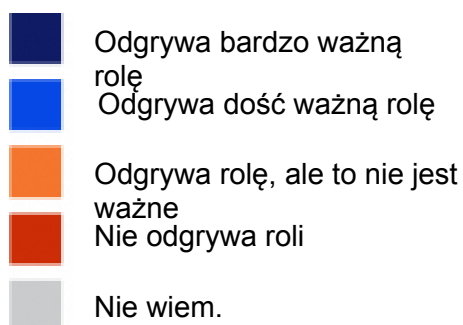 Odgrywa bardzo ważną
rolę
Odgrywa dość ważną rolę
Odgrywa rolę, ale to nie jest
ważne
Nie odgrywa roli
Nie wiem.